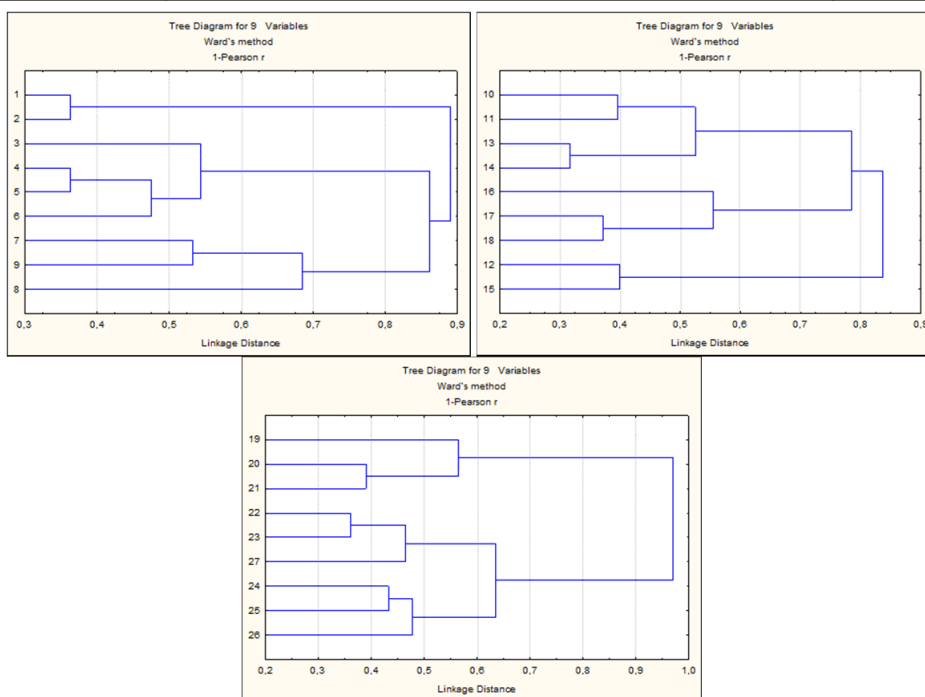 Tree Diagram for 9 Variables
Ward's method
1-Pearson r
1
2
3
4
5
6
7
9
8
0,3 0,4 0,5 0,6 0,7 0,8 0,9
Linkage Distance
Tree Diagram for 9 Variables
Ward's method
1-Pearson r
10
11
13
14
16
17
18
12
15
0,2 0,3 0,4 0,5 0,6 0,7 0,8 0,9
Linkage Distance
Tree Diagram for 9 Variables
Ward's method
1-Pearson r
19
20
21
22
23
27
24
25
26
0,2 0,3 0,4 0,5 0,6 0,7 0,8 0,9 1,0
Linkage Distance